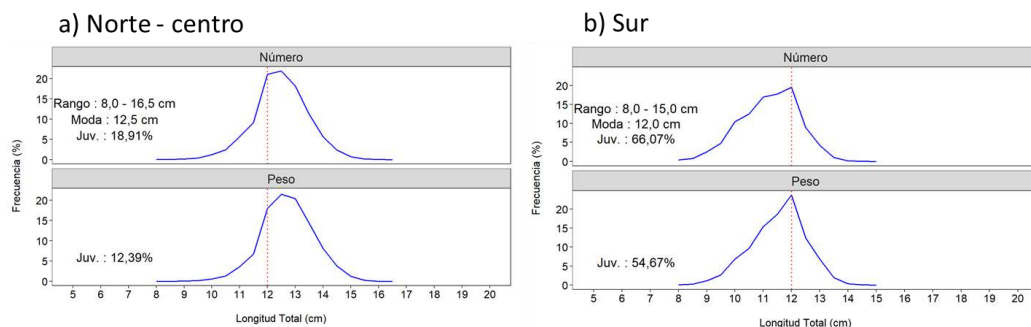 a) Norte - centro
Número
Rango : 8,0 - 16,5 cm
Moda : 12,5 cm
Juv. : 18,91%
20
15
10
5
0
Peso
Juv. : 12,39%
20
15
10
5
0
Frecuencia (%)
Frecuencia (%)
5 6 7 8 9 10 11 12 13 14 15 16 17 18 19 20
Longitud Total (cm)
b) Sur
Número
Rango : 8,0 - 15,0 cm
Moda : 12,0 cm
Juv. : 66,07%
20
15
10
5
0
Peso
Juv. : 54,67%
20
15
10
5
0
Frecuencia (%)
Frecuencia (%)
5 6 7 8 9 10 11 12 13 14 15 16 17 18 19 20
Longitud Total (cm)